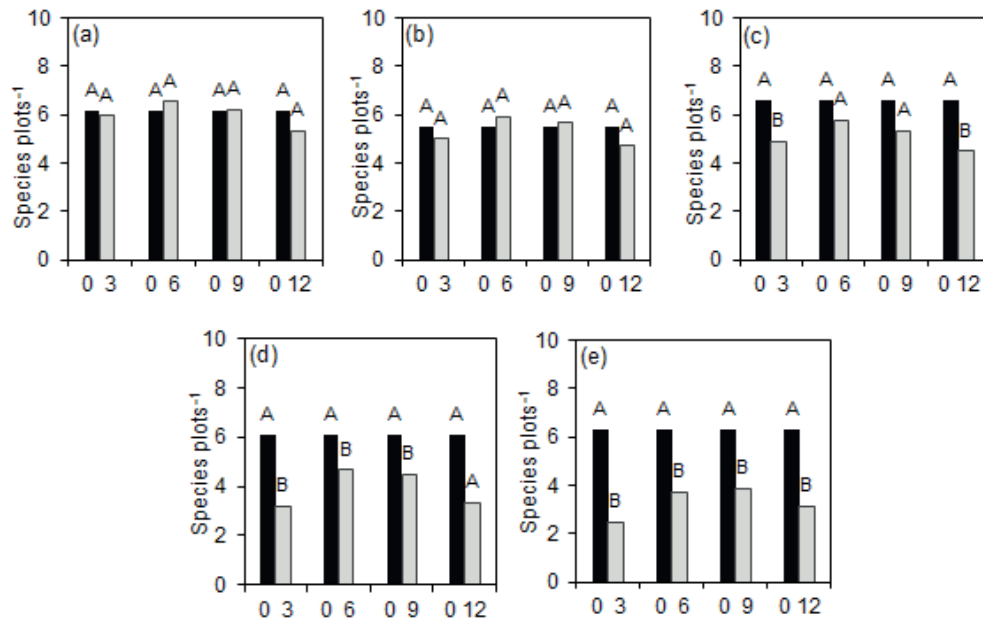 (a)
Species plots⁻¹
10
8
6
4
2
0
A A A A A A A A
0 3 0 6 0 9 0 12
(b)
Species plots⁻¹
10
8
6
4
2
0
A A A A A A A A
0 3 0 6 0 9 0 12
(c)
Species plots⁻¹
10
8
6
4
2
0
A B A A A A A B
0 3 0 6 0 9 0 12
(d)
Species plots⁻¹
10
8
6
4
2
0
A B A B A B A A
0 3 0 6 0 9 0 12
(e)
Species plots⁻¹
10
8
6
4
2
0
A B A B A B A B
0 3 0 6 0 9 0 12